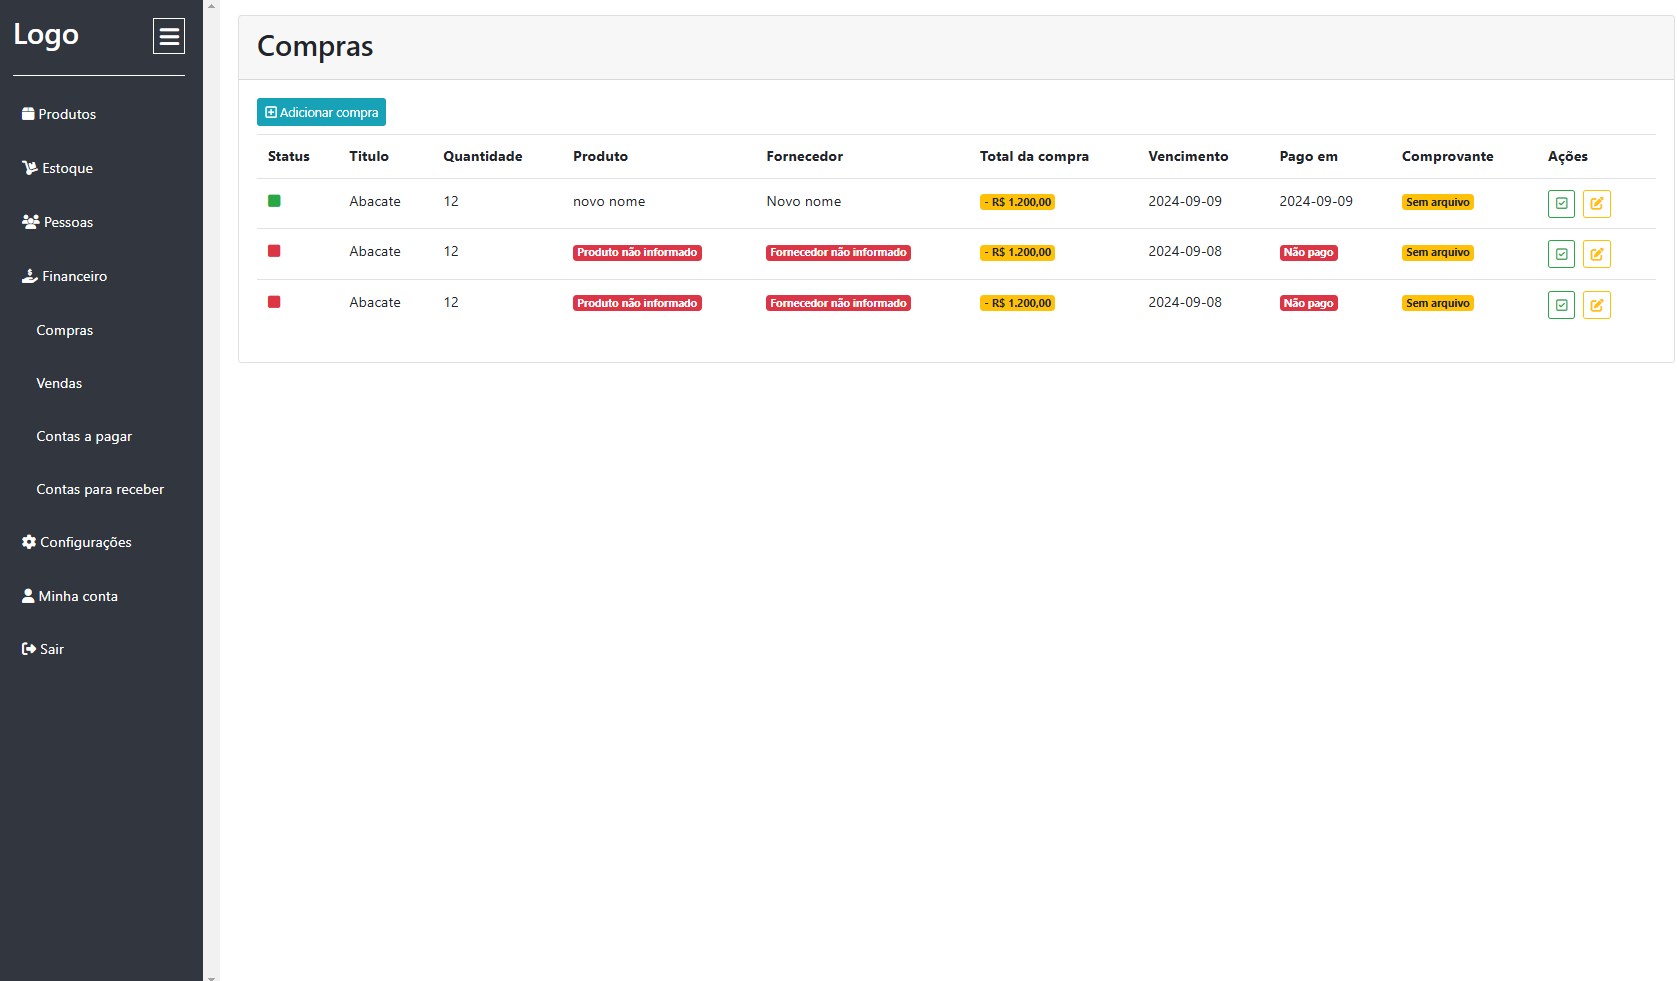 Logo
Produtos
Estoque
Pessoas
Financeiro
Compras
Vendas
Contas a pagar
Contas para receber
Configurações
Minha conta
Sair
Compras
Adicionar compra
Status Titulo Quantidade Produto Fornecedor Total da compra Vencimento Pago em Comprovante Ações
Abacate 12 novo nome Novo nome - R$ 1.200,00 2024-09-09 2024-09-09 Sem arquivo
Abacate 12 Produto não informado Fornecedor não informado - R$ 1.200,00 2024-09-08 Não pago Sem arquivo
Abacate 12 Produto não informado Fornecedor não informado - R$ 1.200,00 2024-09-08 Não pago Sem arquivo